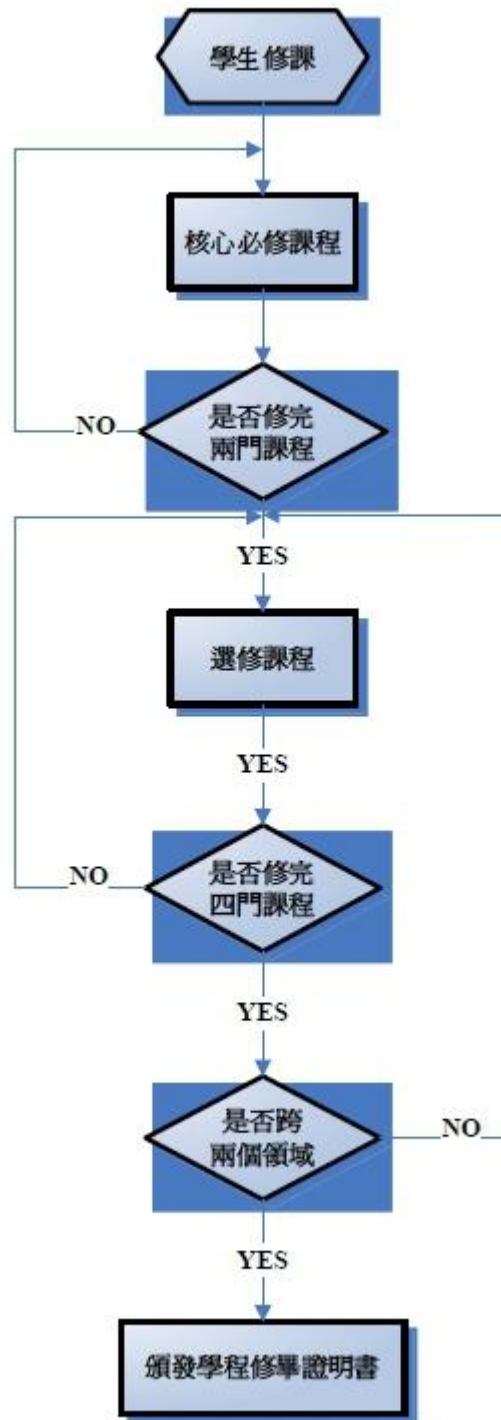 學生修課
核心必修課程
是否修完
兩門課程
NO
YES
選修課程
YES
是否修完
四門課程
NO
YES
是否跨
兩個領域
NO
YES
頒發學程修畢證明書